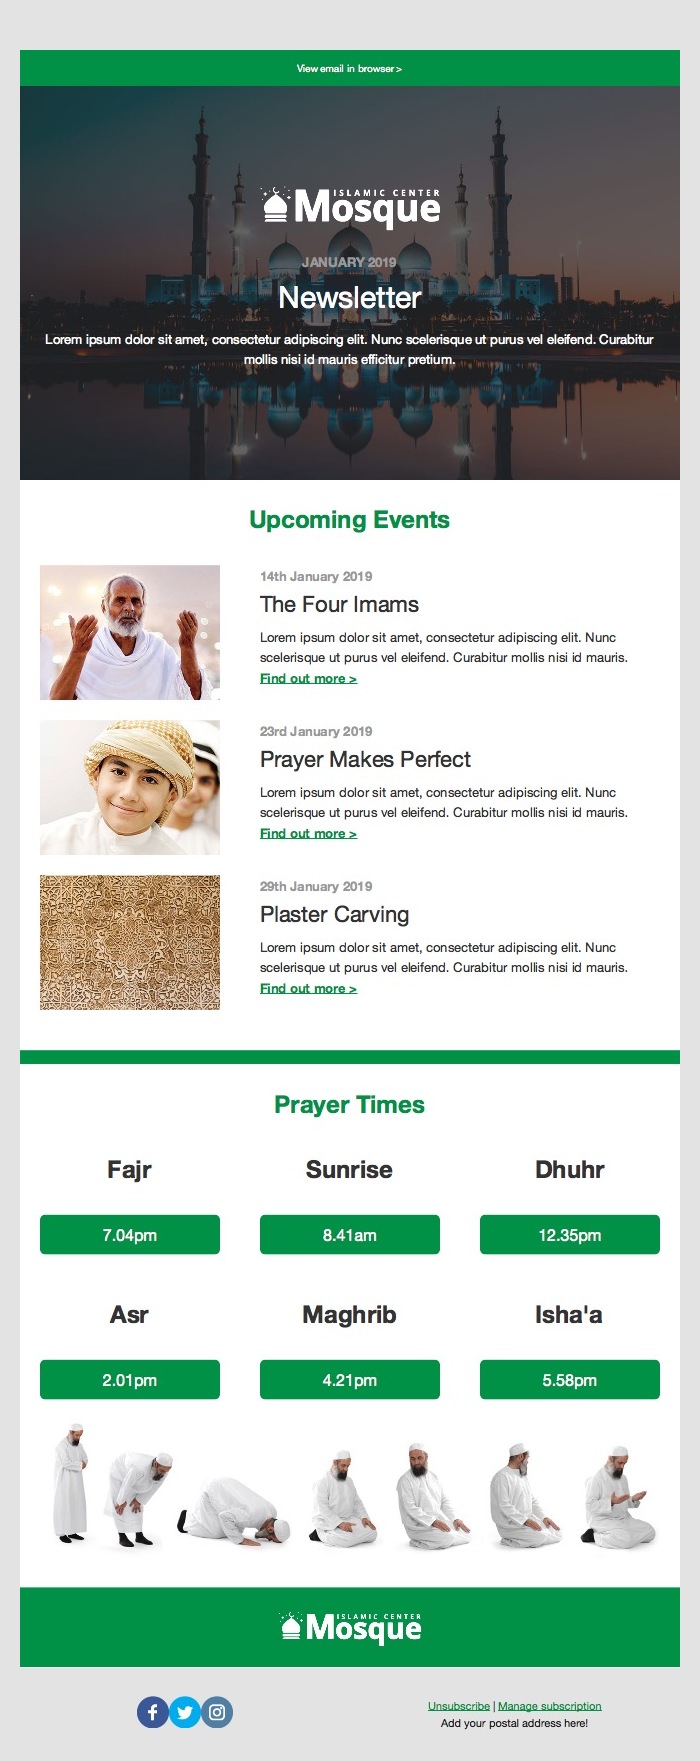 View email in browser >
ISLAMIC CENTER
Mosque
JANUARY 2019
Newsletter
Lorem ipsum dolor sit amet, consectetur adipiscing elit. Nunc scelerisque ut purus vel eleifend. Curabitur
mollis nisi id mauris efficitur pretium.
Upcoming Events
14th January 2019
The Four Imams
Lorem ipsum dolor sit amet, consectetur adipiscing elit. Nunc
scelerisque ut purus vel eleifend. Curabitur mollis nisi id mauris.
Find out more >
23rd January 2019
Prayer Makes Perfect
Lorem ipsum dolor sit amet, consectetur adipiscing elit. Nunc
scelerisque ut purus vel eleifend. Curabitur mollis nisi id mauris.
Find out more >
29th January 2019
Plaster Carving
Lorem ipsum dolor sit amet, consectetur adipiscing elit. Nunc
scelerisque ut purus vel eleifend. Curabitur mollis nisi id mauris.
Find out more >
Prayer Times
Fajr
7.04pm
Sunrise
8.41am
Dhuhr
12.35pm
Asr
2.01pm
Maghrib
4.21pm
Isha'a
5.58pm
ISLAMIC CENTER
Mosque
Unsubscribe | Manage subscription
Add your postal address here!